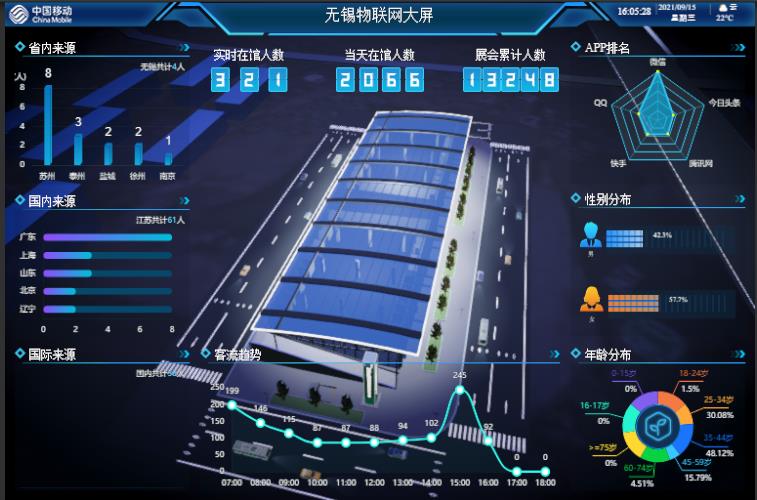 中国移动
China Mobile
无锡物联网大屏
16:05:28
2021/09/15
星期三
云
22°C
省内来源
无锡共计4人
(人)
8
6
4
2
0
8
3
2
2
1
苏州 泰州 盐城 徐州 南京
实时在馆人数
321
当天在馆人数
2066
展会累计人数
13248
APP排名
微信
今日头条
腾讯网
快手
QQ
国内来源
江苏共计61人
广东
上海
山东
北京
辽宁
0 2 4 6 8
性别分布
42.3%
男
57.7%
女
国际来源
客流趋势
250
200
150
100
50
0
199
146
115
87
87
88
94
102
245
92
0
0
07:00 08:00 09:00 10:00 11:00 12:00 13:00 14:00 15:00 16:00 17:00 18:00
年龄分布
0-15岁
0%
18-24岁
1.5%
16-17岁
0%
25-34岁
30.08%
35-44岁
48.12%
>=75岁
0%
60-74岁
4.51%
45-59岁
15.79%